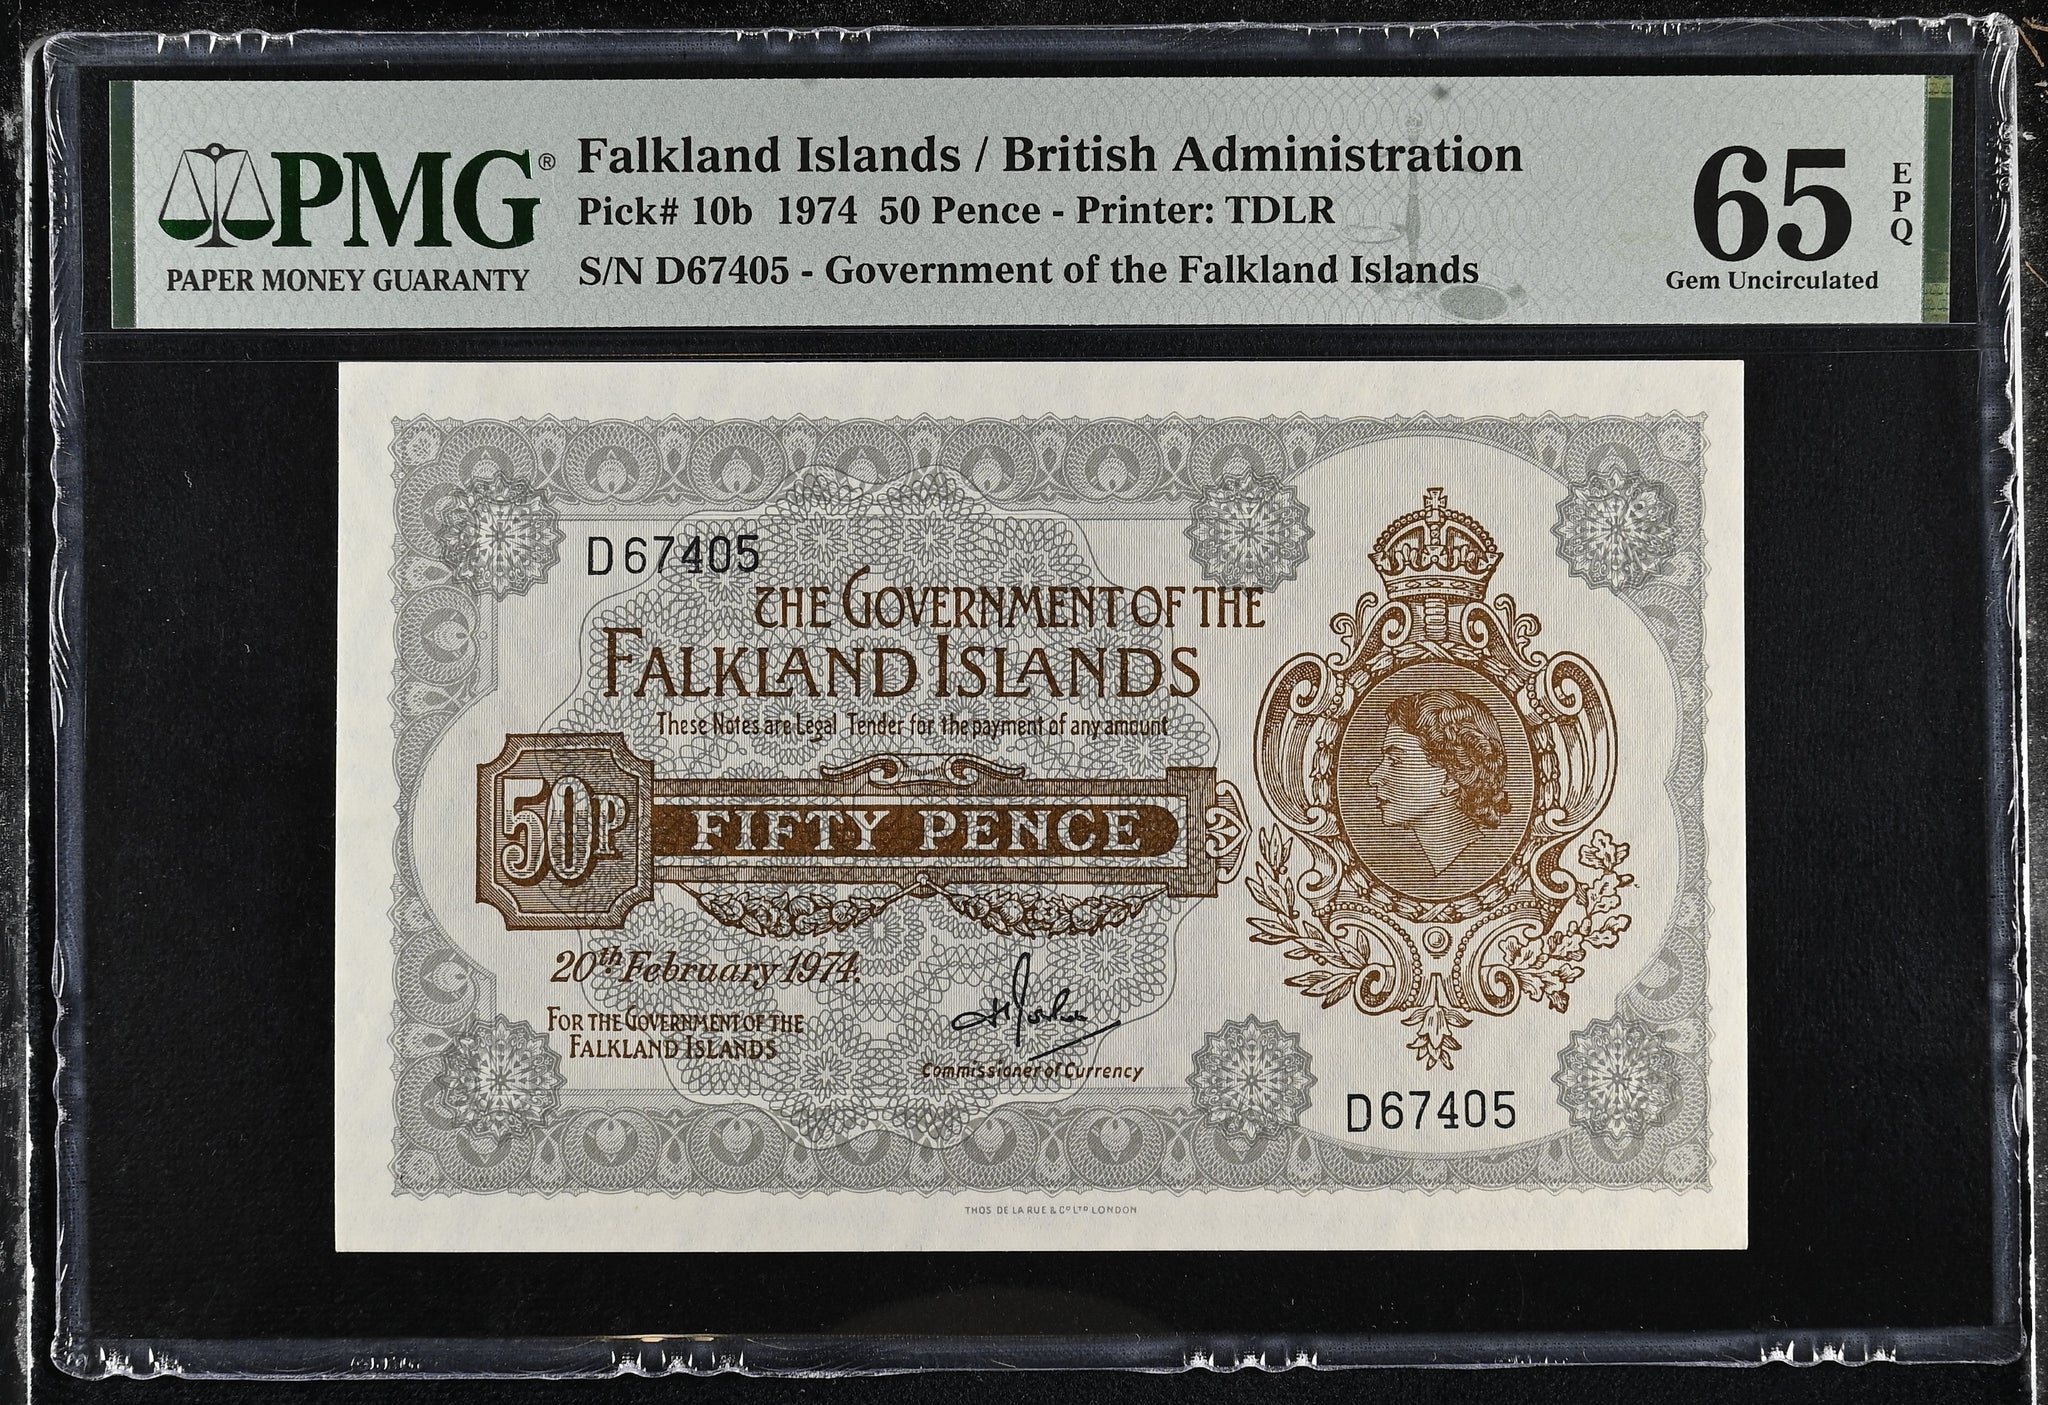 PMG®
PAPER MONEY GUARANTY
Falkland Islands / British Administration
Pick# 10b 1974 50 Pence - Printer: TDLR
S/N D67405 - Government of the Falkland Islands
65
EPQ
Gem Uncirculated
D67405
THE GOVERNMENT OF THE
FALKLAND ISLANDS
These Notes are Legal Tender for the payment of any amount
50P
FIFTY PENCE
20th February 1974.
FOR THE GOVERNMENT OF THE
FALKLAND ISLANDS
Commissioner of Currency
D67405
THOS DE LA RUE & CO LTD LONDON